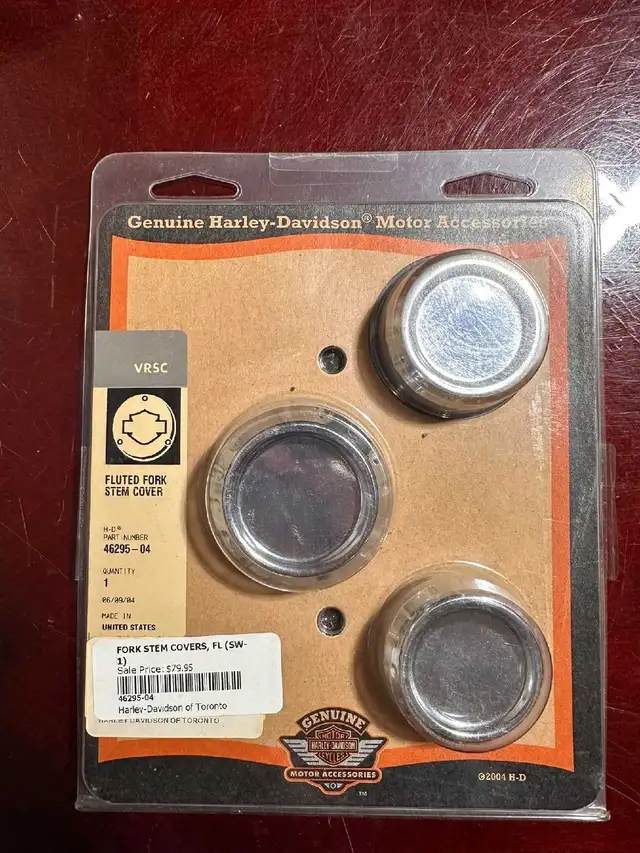 Genuine Harley-Davidson® Motor Accessories
VRSC
FLUTED FORK
STEM COVER
H-D®
PART NUMBER
46295-04
QUANTITY
1
06/09/04
MADE IN
UNITED STATES
FORK STEM COVERS, FL (SW-
1)
Sale Price: $79.95
46295-04
Harley-Davidson of Toronto
HARLEY DAVIDSON OF TORONTO
GENUINE
MOTOR
HARLEY-DAVIDSON
CYCLES
MOTOR ACCESSORIES
™
©2004 H-D